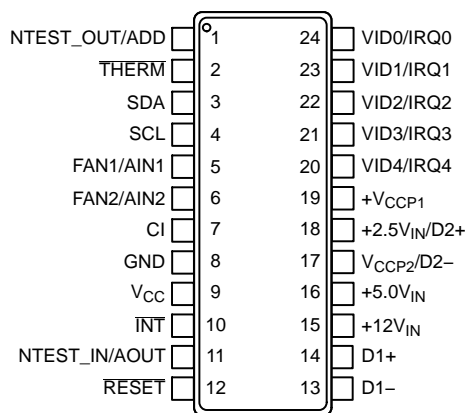 NTEST_OUT/ADD 1 24 VID0/IRQ0
THERM 2 23 VID1/IRQ1
SDA 3 22 VID2/IRQ2
SCL 4 21 VID3/IRQ3
FAN1/AIN1 5 20 VID4/IRQ4
FAN2/AIN2 6 19 +VCCP1
CI 7 18 +2.5VIN/D2+
GND 8 17 VCCP2/D2–
VCC 9 16 +5.0VIN
INT 10 15 +12VIN
NTEST_IN/AOUT 11 14 D1+
RESET 12 13 D1–